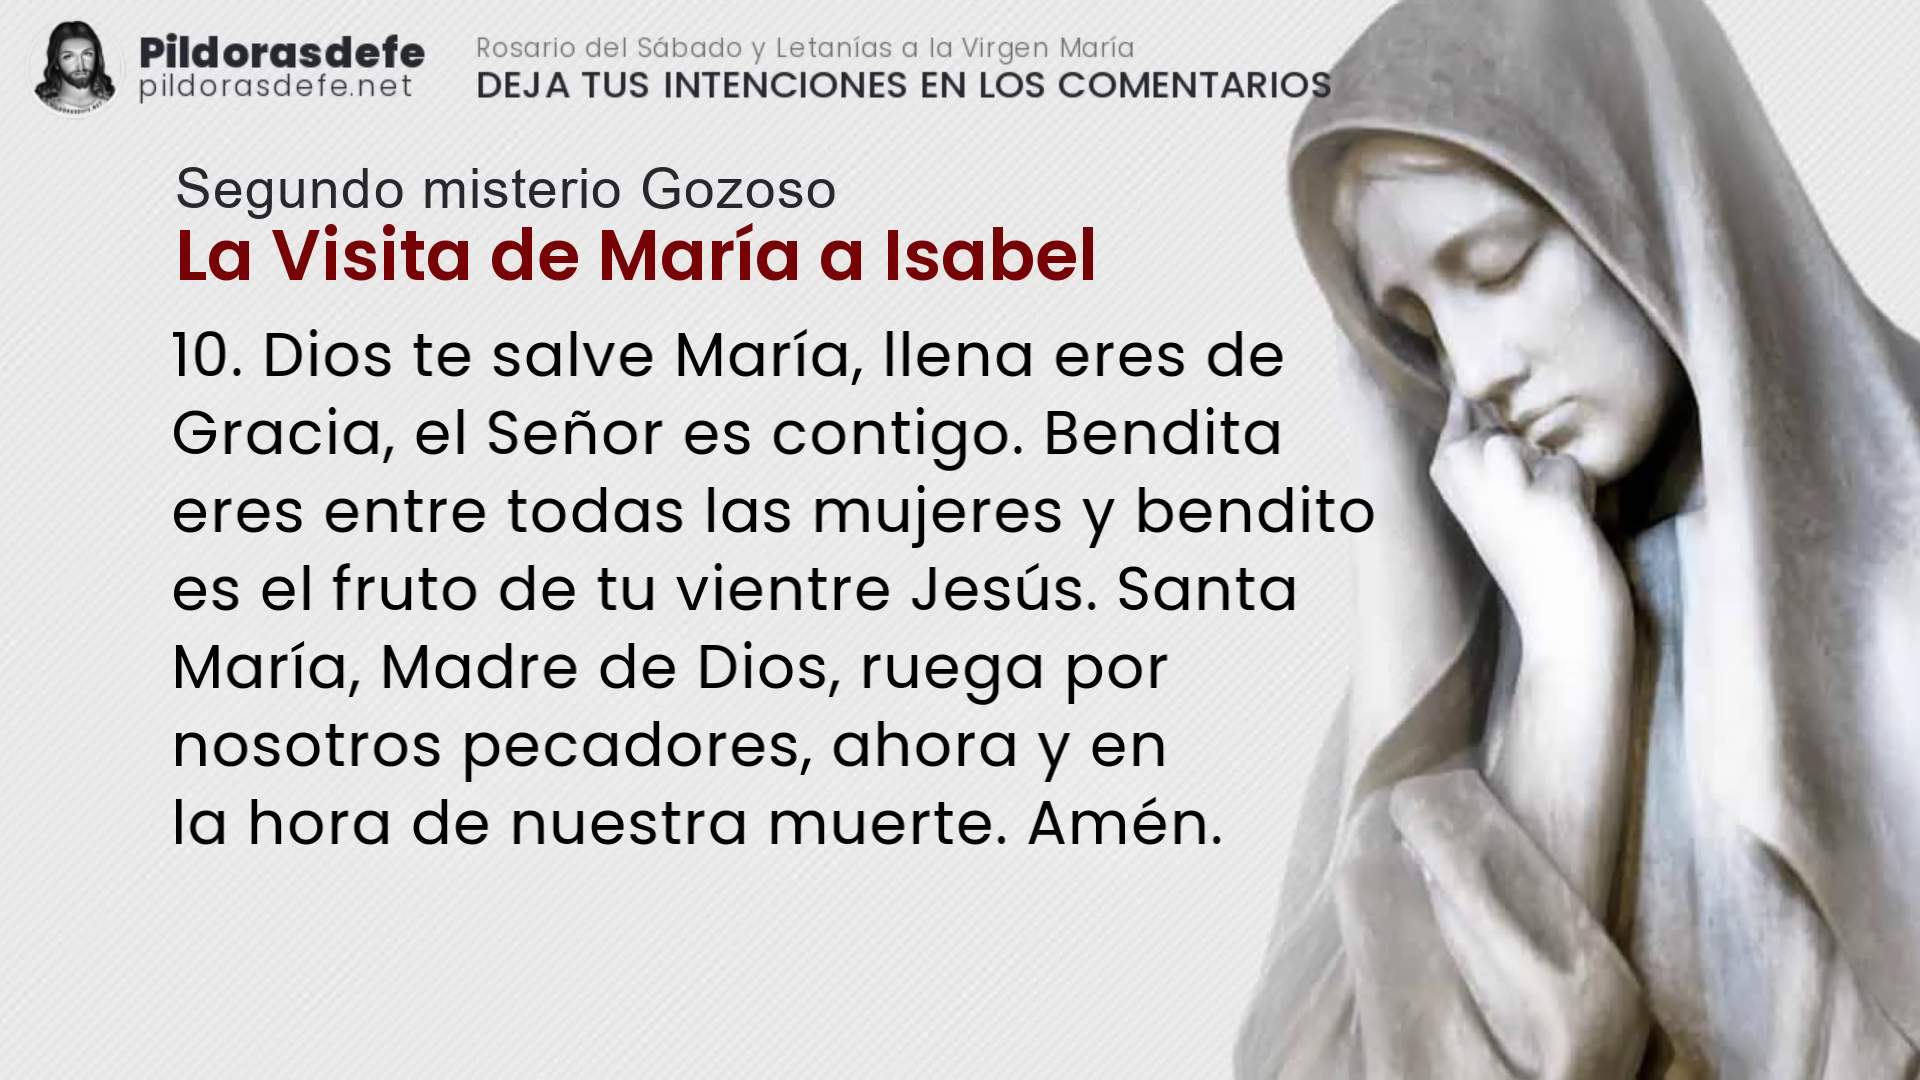 Pildorasdefe
pildorasdefe.net
Rosario del Sábado y Letanías a la Virgen María
DEJA TUS INTENCIONES EN LOS COMENTARIOS
Segundo misterio Gozoso
La Visita de María a Isabel
10. Dios te salve María, llena eres de
Gracia, el Señor es contigo. Bendita
eres entre todas las mujeres y bendito
es el fruto de tu vientre Jesús. Santa
María, Madre de Dios, ruega por
nosotros pecadores, ahora y en
la hora de nuestra muerte. Amén.